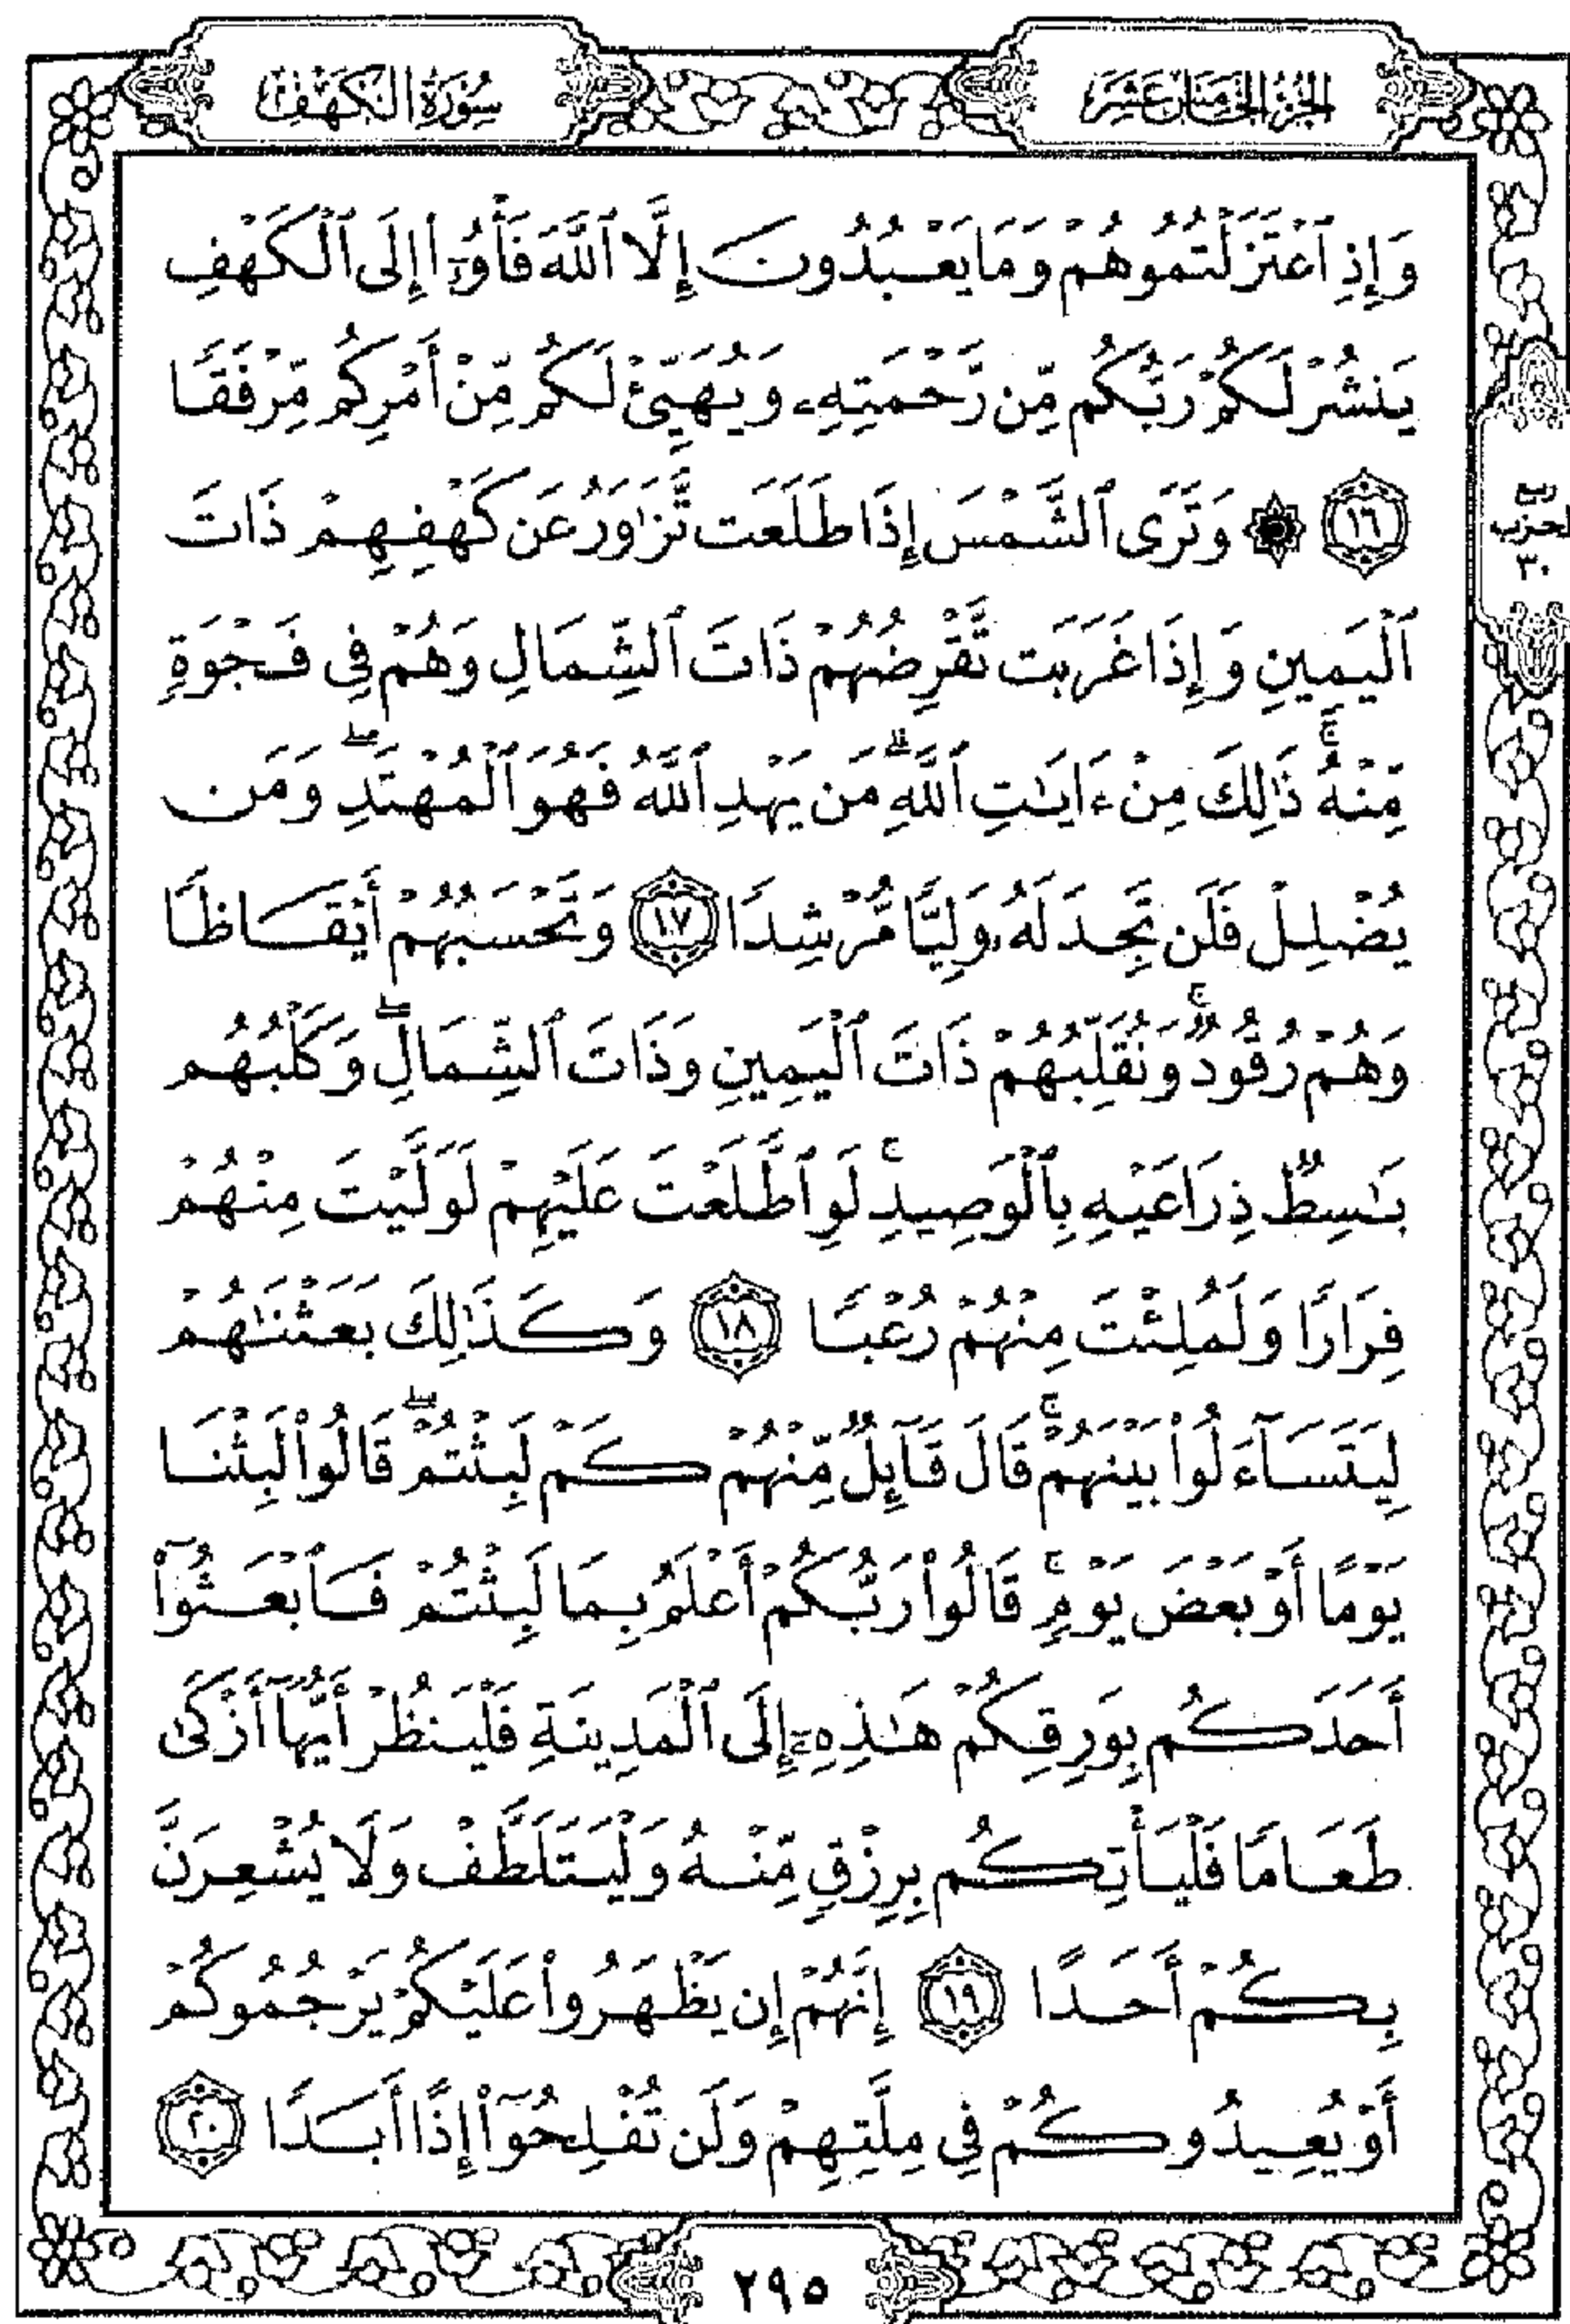 الجزء الخامس عشر
سورة الكهف
وَإِذِ ٱعْتَزَلْتُمُوهُمْ وَمَا يَعْبُدُونَ إِلَّا ٱللَّهَ فَأْوُۥٓا۟ إِلَى ٱلْكَهْفِ
يَنشُرْ لَكُمْ رَبُّكُم مِّن رَّحْمَتِهِۦ وَيُهَيِّئْ لَكُم مِّنْ أَمْرِكُم مِّرْفَقًا
١٦ ۞ وَتَرَى ٱلشَّمْسَ إِذَا طَلَعَت تَّزَٰوَرُ عَن كَهْفِهِمْ ذَاتَ
ٱلْيَمِينِ وَإِذَا غَرَبَت تَّقْرِضُهُمْ ذَاتَ ٱلشِّمَالِ وَهُمْ فِى فَجْوَةٍ
مِّنْهُ ۚ ذَٰلِكَ مِنْ ءَايَٰتِ ٱللَّهِ ۗ مَن يَهْدِ ٱللَّهُ فَهُوَ ٱلْمُهْتَدِ ۖ وَمَن
يُضْلِلْ فَلَن تَجِدَ لَهُۥ وَلِيًّا مُّرْشِدًا ١٧ وَتَحْسَبُهُمْ أَيْقَاظًا
وَهُمْ رُقُودٌ ۚ وَنُقَلِّبُهُمْ ذَاتَ ٱلْيَمِينِ وَذَاتَ ٱلشِّمَالِ ۖ وَكَلْبُهُم
بَٰسِطٌ ذِرَاعَيْهِ بِٱلْوَصِيدِ ۚ لَوِ ٱطَّلَعْتَ عَلَيْهِمْ لَوَلَّيْتَ مِنْهُمْ
فِرَارًا وَلَمُلِئْتَ مِنْهُمْ رُعْبًا ١٨ وَكَذَٰلِكَ بَعَثْنَٰهُمْ
لِيَتَسَآءَلُوا۟ بَيْنَهُمْ ۚ قَالَ قَآئِلٌ مِّنْهُمْ كَمْ لَبِثْتُمْ ۖ قَالُوا۟ لَبِثْنَا
يَوْمًا أَوْ بَعْضَ يَوْمٍ ۚ قَالُوا۟ رَبُّكُمْ أَعْلَمُ بِمَا لَبِثْتُمْ فَٱبْعَثُوٓا۟
أَحَدَكُم بِوَرِقِكُمْ هَٰذِهِۦٓ إِلَى ٱلْمَدِينَةِ فَلْيَنظُرْ أَيُّهَآ أَزْكَىٰ
طَعَامًا فَلْيَأْتِكُم بِرِزْقٍ مِّنْهُ وَلْيَتَلَطَّفْ وَلَا يُشْعِرَنَّ
بِكُمْ أَحَدًا ١٩ إِنَّهُمْ إِن يَظْهَرُوا۟ عَلَيْكُمْ يَرْجُمُوكُمْ
أَوْ يُعِيدُوكُمْ فِى مِلَّتِهِمْ وَلَن تُفْلِحُوٓا۟ إِذًا أَبَدًا ٢٠
ربع
الحزب
٣٠
٢٩٥